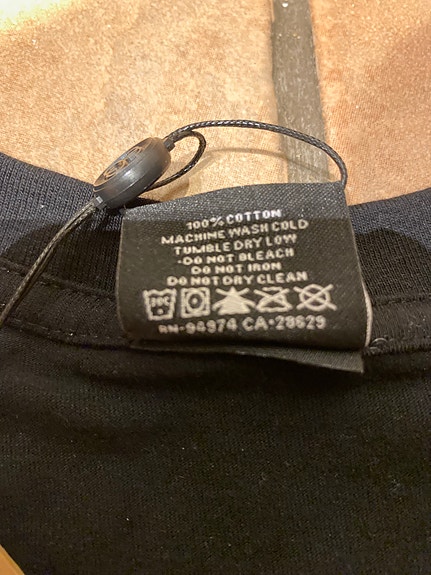 100% COTTON
MACHINE WASH COLD
TUMBLE DRY LOW
DO NOT BLEACH
DO NOT IRON
DO NOT DRY CLEAN
RN-94974 CA-28629